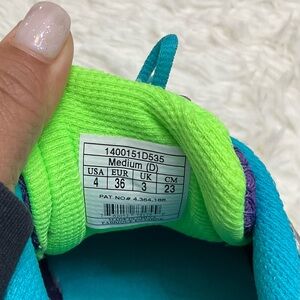 1400151D535
Medium (D)
USA EUR UK CM
4 36 3 23
PAT.NO# 4,364,188